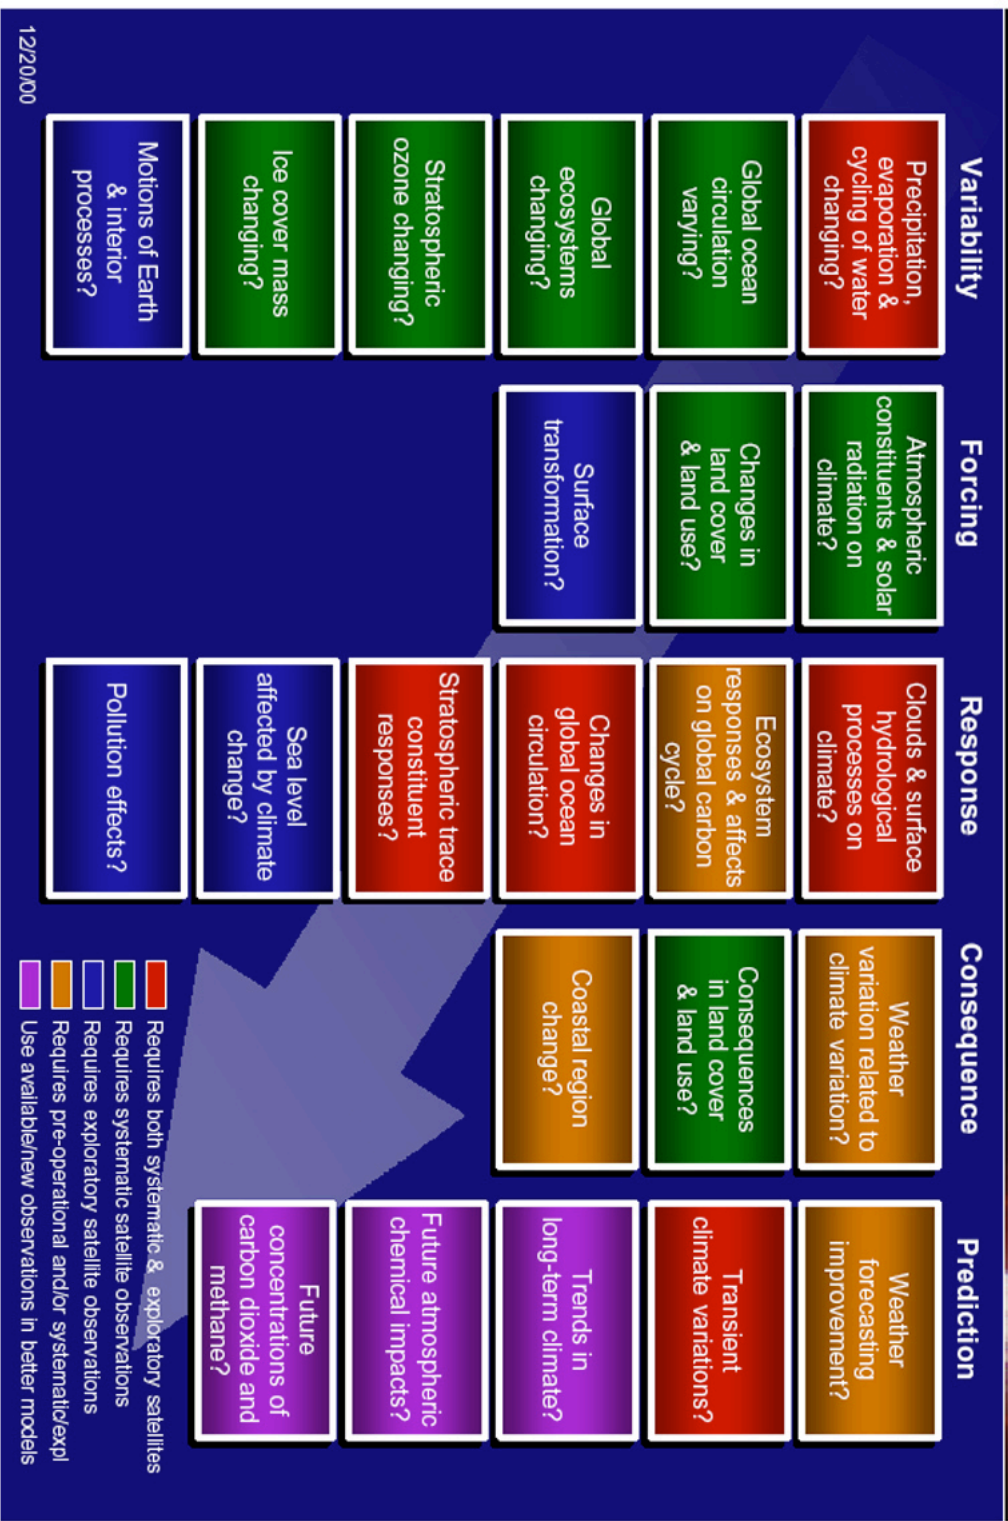 Variability
Precipitation,
evaporation &
cycling of water
changing?
Global ocean
circulation
varying?
Global
ecosystems
changing?
Stratospheric
ozone changing?
Ice cover mass
changing?
Motions of Earth
& interior
processes?
Forcing
Atmospheric
constituents & solar
radiation on
climate?
Changes in
land cover
& land use?
Surface
transformation?
Response
Clouds & surface
hydrological
processes on
climate?
Ecosystem
responses & affects
on global carbon
cycle?
Changes in
global ocean
circulation?
Stratospheric trace
constituent
responses?
Sea level
affected by climate
change?
Pollution effects?
Consequence
Weather
variation related to
climate variation?
Consequences
in land cover
& land use?
Coastal region
change?
Prediction
Weather
forecasting
improvement?
Transient
climate variations?
Trends in
long-term climate?
Future atmospheric
chemical impacts?
Future
concentrations of
carbon dioxide and
methane?
Requires both systematic & exploratory satellites
Requires systematic satellite observations
Requires exploratory satellite observations
Requires pre-operational and/or systematic/expl
Use available/new observations in better models
12/20/00